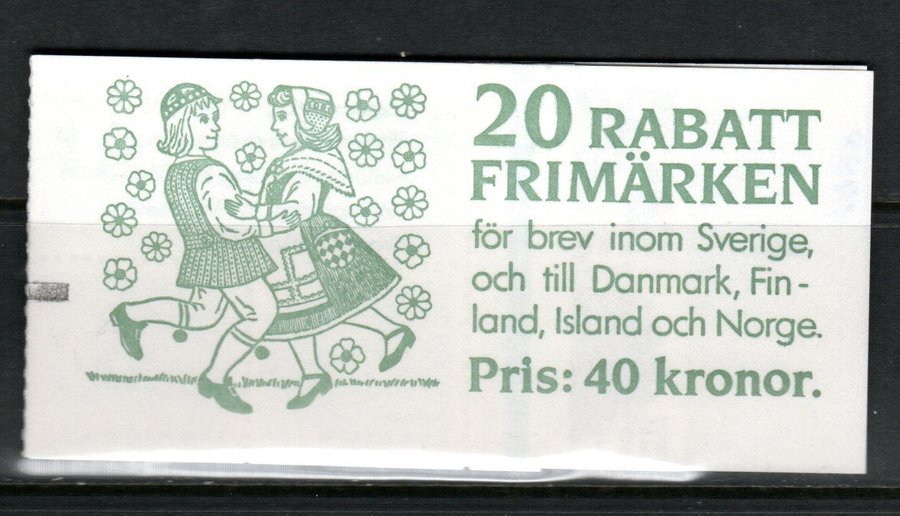 20 RABATT
FRIMÄRKEN
för brev inom Sverige,
och till Danmark, Fin-
land, Island och Norge.
Pris: 40 kronor.